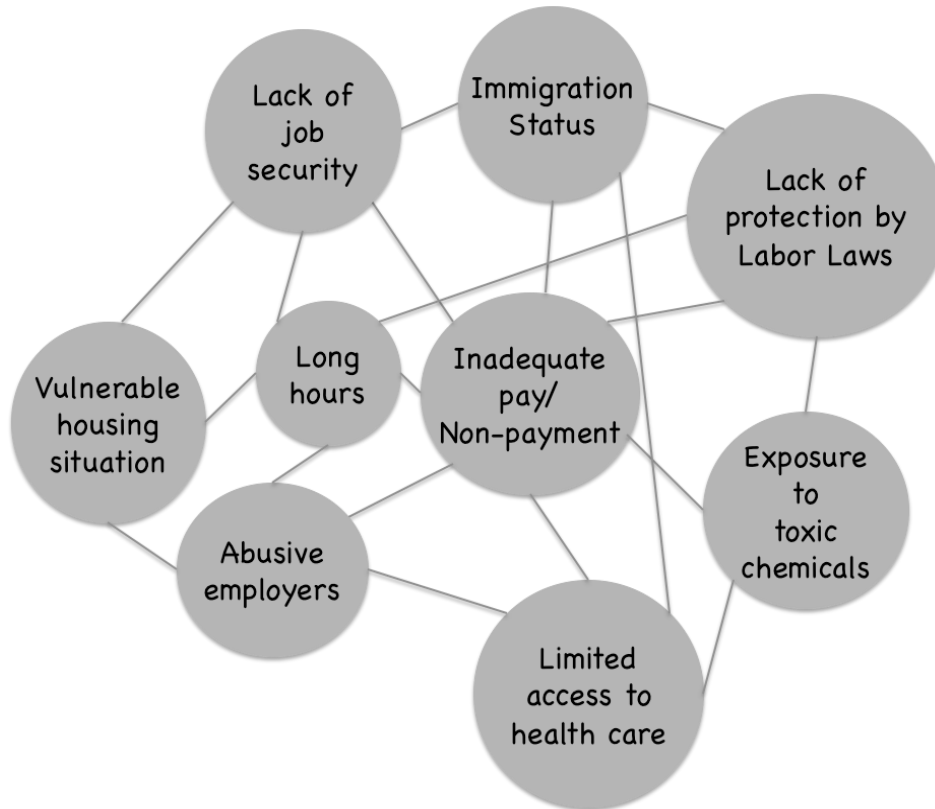 Lack of
job
security
Immigration
Status
Lack of
protection by
Labor Laws
Vulnerable
housing
situation
Long
hours
Inadequate
pay/
Non-payment
Exposure
to
toxic
chemicals
Abusive
employers
Limited
access to
health care